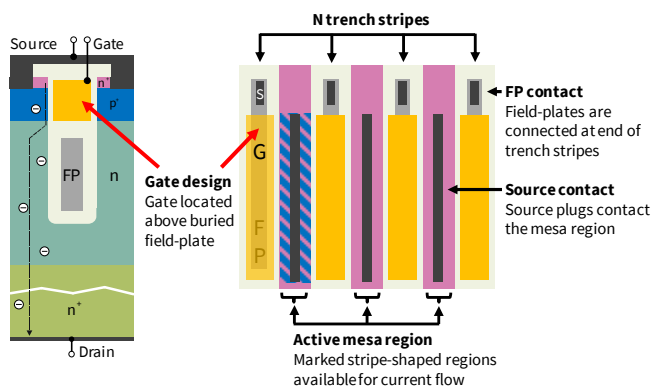 Source
Gate
n⁺
p⁻
FP
n
n⁺
Drain
Gate design
Gate located
above buried
field-plate
N trench stripes
S
G
F
P
FP contact
Field-plates are
connected at end of
trench stripes
Source contact
Source plugs contact
the mesa region
Active mesa region
Marked stripe-shaped regions
available for current flow